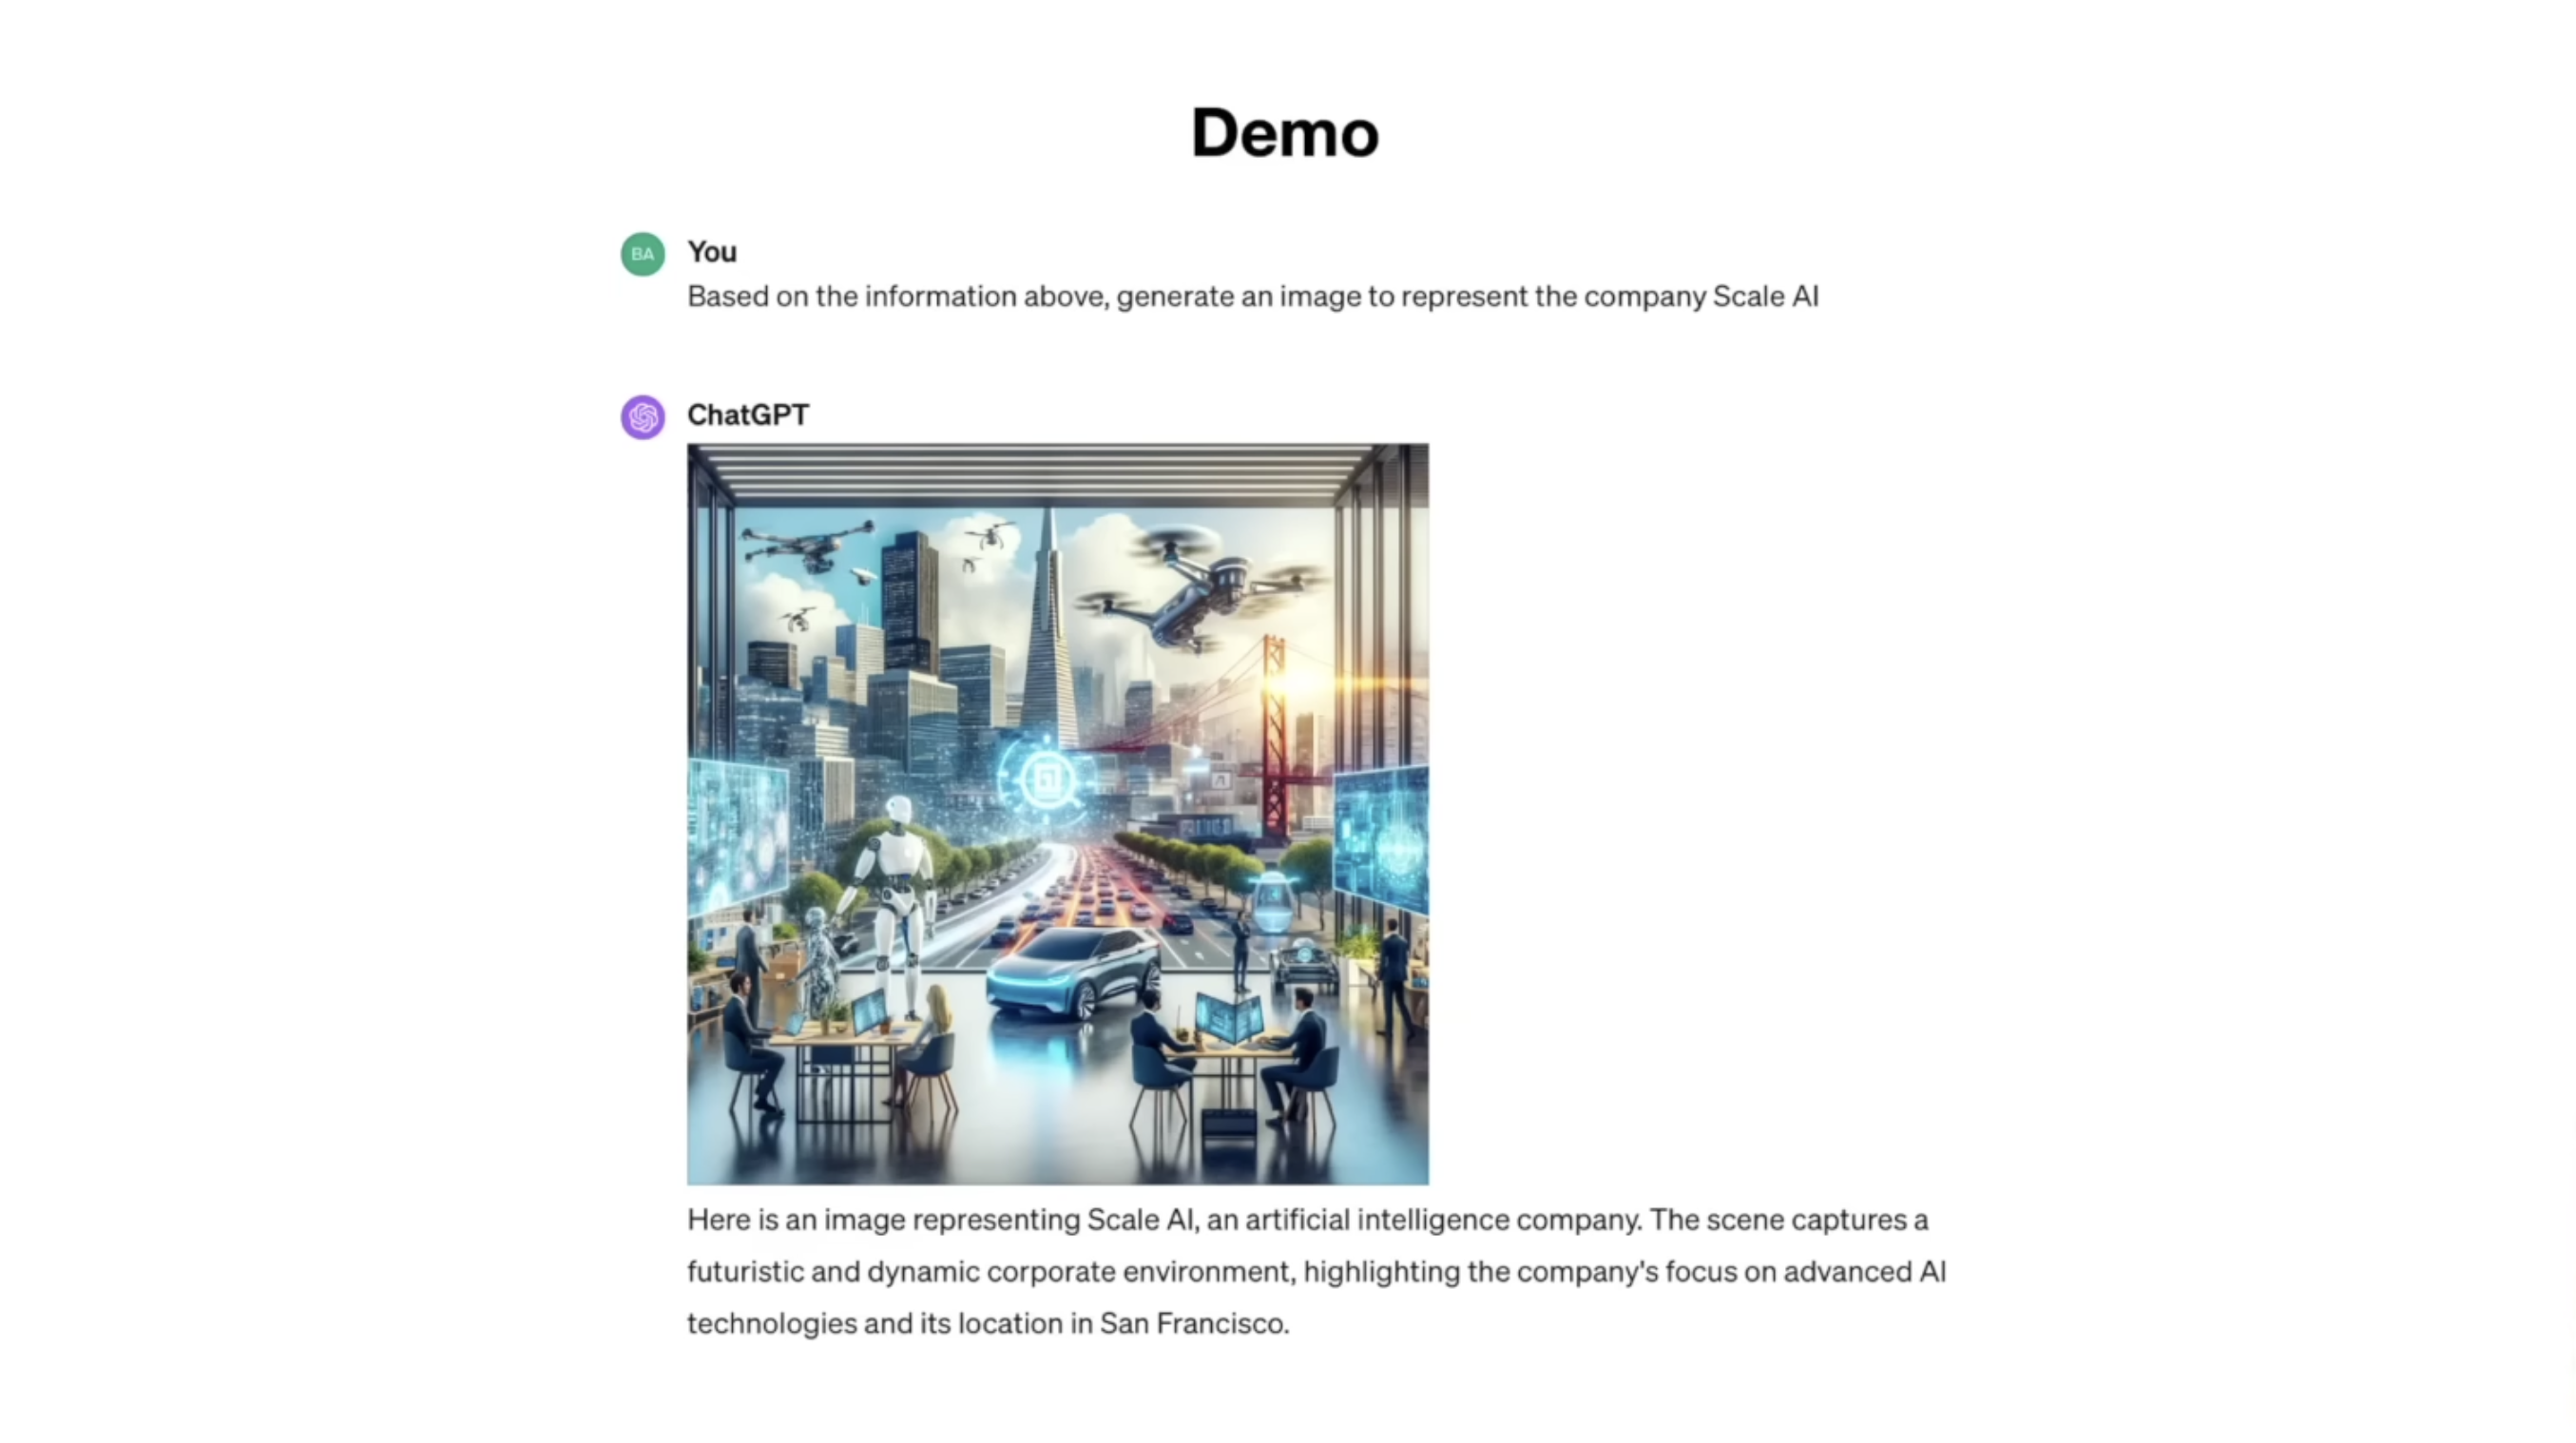 Demo
BA
You
Based on the information above, generate an image to represent the company Scale AI
ChatGPT
Here is an image representing Scale AI, an artificial intelligence company. The scene captures a
futuristic and dynamic corporate environment, highlighting the company's focus on advanced AI
technologies and its location in San Francisco.